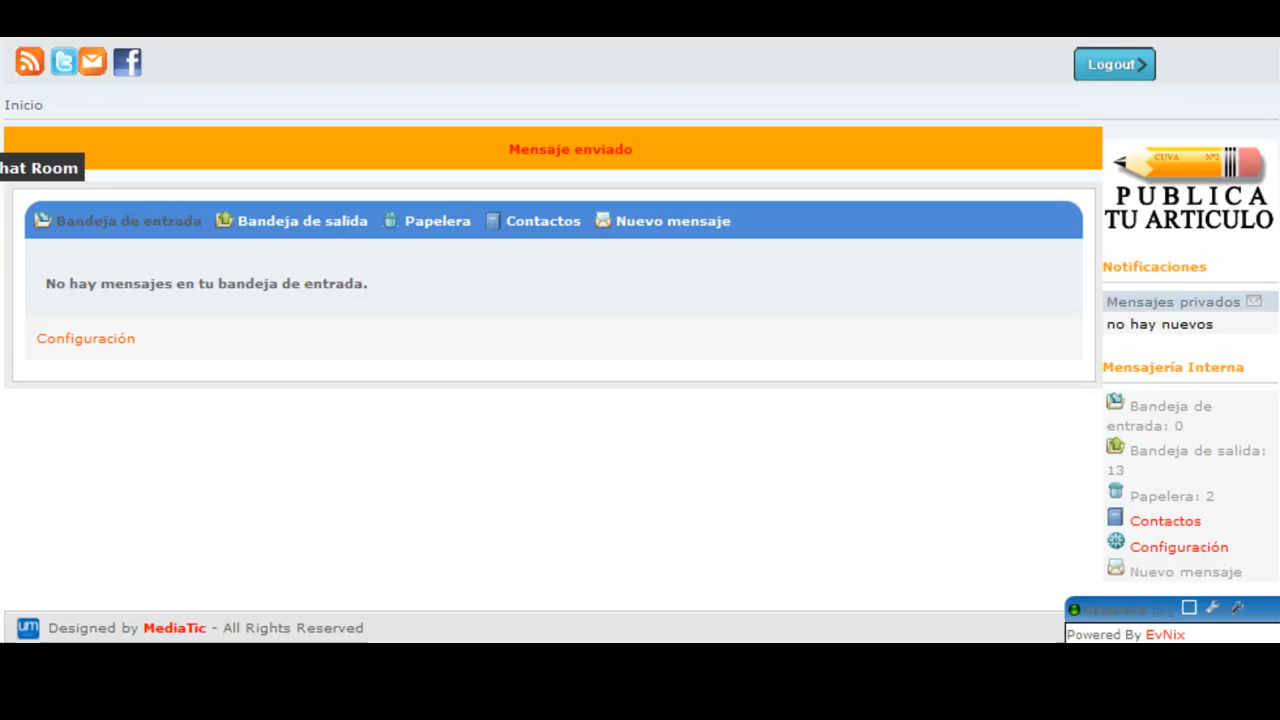 Logout
Inicio
Mensaje enviado
hat Room
CUVA Nº2
PUBLICA
TU ARTICULO
Bandeja de entrada Bandeja de salida Papelera Contactos Nuevo mensaje
No hay mensajes en tu bandeja de entrada.
Configuración
Notificaciones
Mensajes privados
no hay nuevos
Mensajería Interna
Bandeja de
entrada: 0
Bandeja de salida:
13
Papelera: 2
Contactos
Configuración
Nuevo mensaje
um Designed by MediaTic - All Rights Reserved
Powered By EvNix